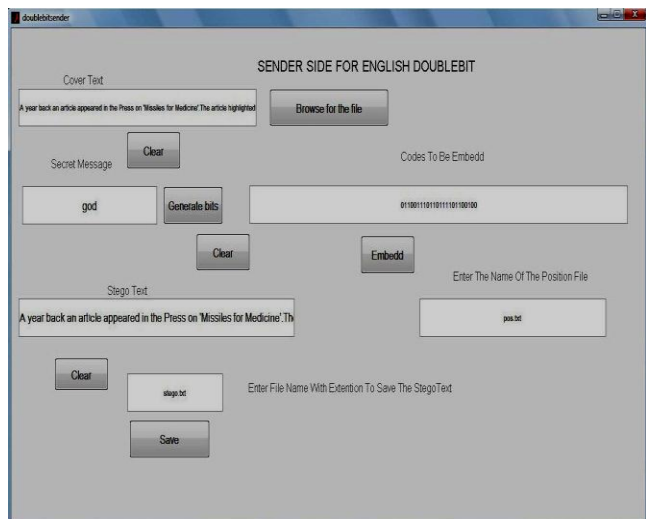 doublebitsender
SENDER SIDE FOR ENGLISH DOUBLEBIT
Cover Text
A year back an article appeared in the Press on 'Missiles for Medicine'.The article highlighted
Browse for the file
Clear
Secret Message
Codes To Be Embedd
god
Generate bits
011001110110111101100100
Clear
Embedd
Enter The Name Of The Position File
Stego Text
A year back an article appeared in the Press on 'Missiles for Medicine'.Th
pos.txt
Clear
stego.txt
Enter File Name With Extention To Save The StegoText
Save